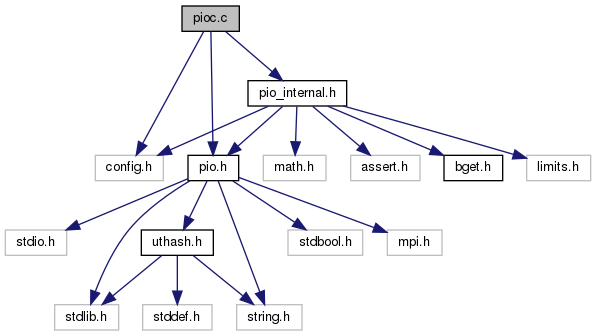 pioc.c
pio_internal.h
config.h
pio.h
math.h
assert.h
bget.h
limits.h
stdio.h
uthash.h
stdbool.h
mpi.h
stdlib.h
stddef.h
string.h